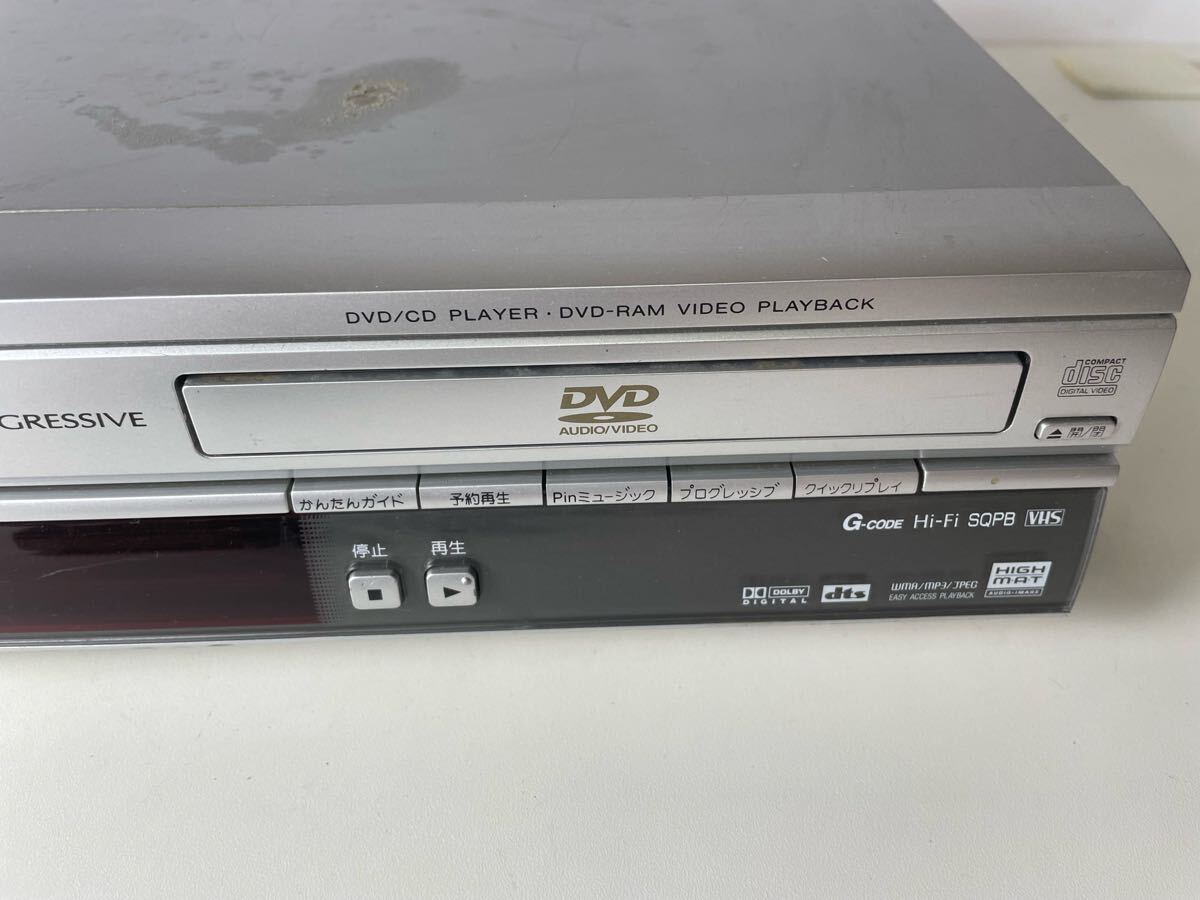 DVD/CD PLAYER · DVD-RAM VIDEO PLAYBACK
GRESSIVE
DVD
AUDIO/VIDEO
COMPACT
disc
DIGITAL VIDEO
開/閉
かんたんガイド
予約再生
Pinミュージック
プログレッシブ
クイックリプレイ
G-CODE Hi-Fi SQPB VHS
停止
再生
DOLBY
DIGITAL
dts
WMA/MP3/JPEG
EASY ACCESS PLAYBACK
HIGH
M.A.T
AUDIO-IMAGE